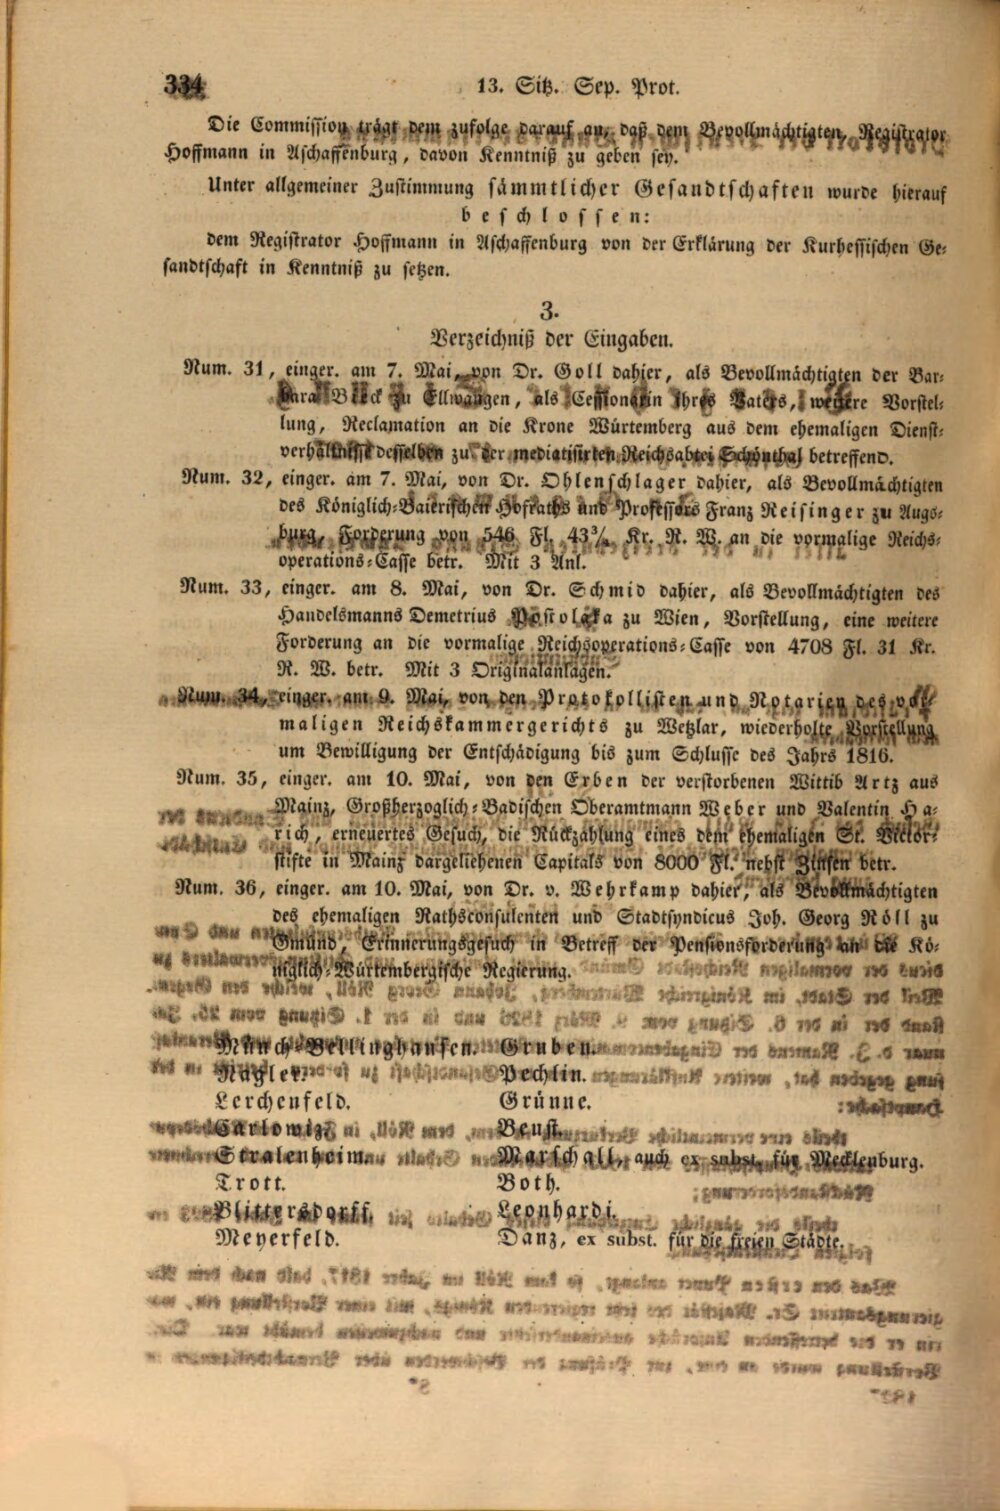 334
13. Sitz. Sep. Prot.
Die Commission trägt dem zufolge darauf an, daß dem Bevollmächtigten, Registrator
Hoffmann in Aschaffenburg, davon Kenntniß zu geben sey.
Unter allgemeiner Zustimmung sämmtlicher Gesandtschaften wurde hierauf
beschlossen:
dem Registrator Hoffmann in Aschaffenburg von der Erklärung der Kurhessischen Ge-
sandtschaft in Kenntniß zu setzen.
3.
Verzeichniß der Eingaben.
Num. 31, einger. am 7. Mai, von Dr. Goll dahier, als Bevollmächtigten der Bar-
bara Beck zu Ellwangen, als Cessionarin Ihres Vaters, weitere Vorstel-
lung, Reclamation an die Krone Würtemberg aus dem ehemaligen Dienst-
verhältnisse desselben zu der mediatisirten Reichsabtei Schönthal betreffend.
Num. 32, einger. am 7. Mai, von Dr. Ohlenschlager dahier, als Bevollmächtigten
des Königlich-Baierischen Hofraths und Professors Franz Reisinger zu Augs-
burg, Forderung von 546 Fl. 43¾ Kr. R. W. an die vormalige Reichs-
operations-Casse betr. Mit 3 Anl.
Num. 33, einger. am 8. Mai, von Dr. Schmid dahier, als Bevollmächtigten des
Handelsmanns Demetrius Postolaka zu Wien, Vorstellung, eine weitere
Forderung an die vormalige Reichsoperations-Casse von 4708 Fl. 31 Kr.
R. W. betr. Mit 3 Originalanlagen.
Num. 34, einger. am 9. Mai, von den Protokollisten und Notarien des vor-
maligen Reichskammergerichts zu Wetzlar, wiederholte Vorstellung
um Bewilligung der Entschädigung bis zum Schlusse des Jahrs 1816.
Num. 35, einger. am 10. Mai, von den Erben der verstorbenen Wittib Artz aus
Mainz, Großherzoglich-Badischen Oberamtmann Weber und Valentin Ha-
rich, erneuertes Gesuch, die Rückzahlung eines dem ehemaligen St. Victor-
stifte in Mainz dargeliehenen Capitals von 8000 Fl. nebst Zinsen betr.
Num. 36, einger. am 10. Mai, von Dr. v. Wehrkamp dahier, als Bevollmächtigten
des ehemaligen Rathsconsulenten und Stadtsyndicus Joh. Georg Röll zu
Gmünd, Erinnerungsgesuch in Betreff der Pensionsforderung an die Kö-
niglich-Würtembergische Regierung.
Münch-Bellinghausen. Gruben.
Nagler. Pechlin.
Lerchenfeld. Grünne.
Carlowitz. Beust.
Stralenheim. Marschall, auch ex subst. für Mecklenburg.
Trott. Both.
Blittersdorff. Leonhardi.
Meyerfeld. Danz, ex subst. für die freien Städte.